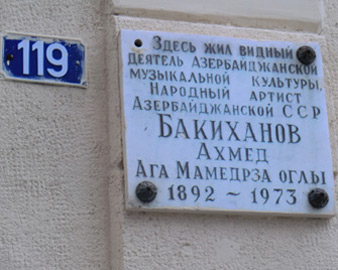 119
Здесь жил видный
деятель Азербайджанской
музыкальной культуры,
Народный артист
Азербайджанской ССР
Бакиханов
Ахмед
Ага Мамедрза оглы
1892 ~ 1973